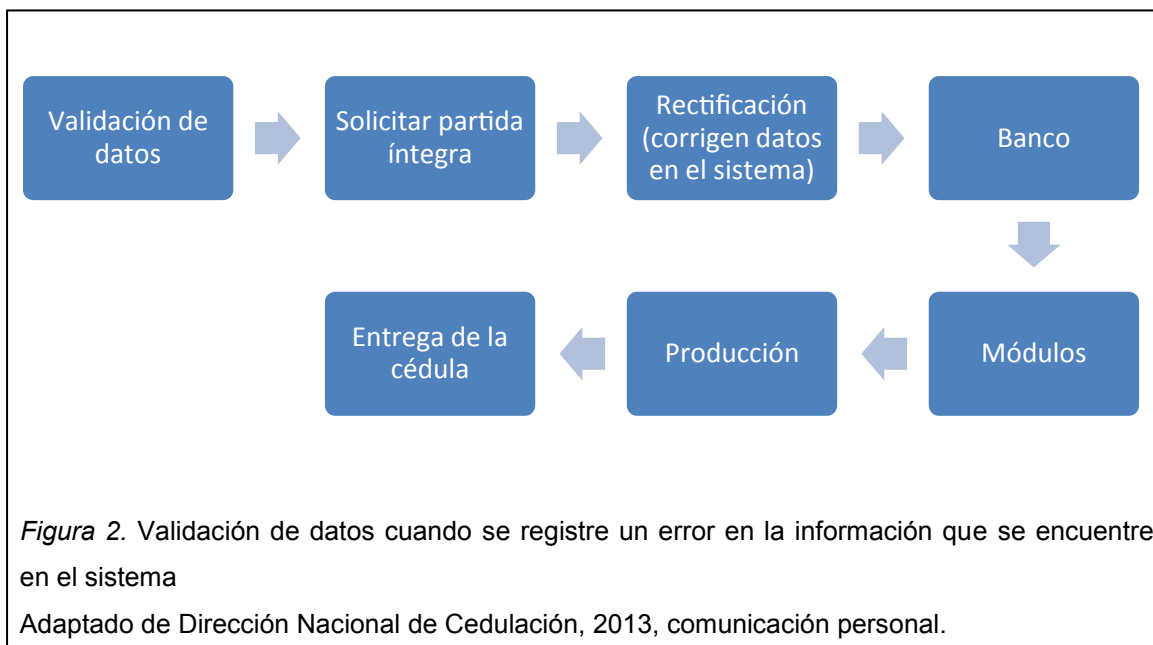 Validación de
datos
Solicitar partida
íntegra
Rectificación
(corrigen datos
en el sistema)
Banco
Entrega de la
cédula
Producción
Módulos
Figura 2. Validación de datos cuando se registre un error en la información que se encuentre
en el sistema
Adaptado de Dirección Nacional de Cedulación, 2013, comunicación personal.